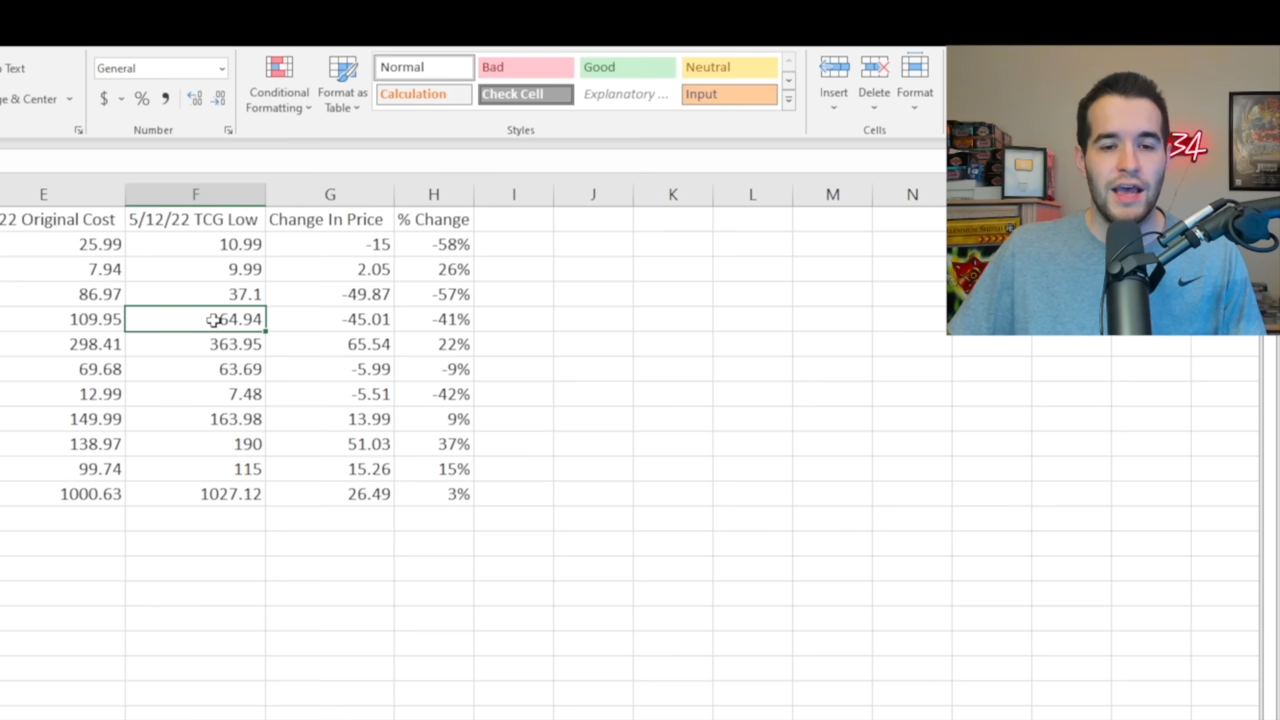 Text
General
Normal
Bad
Good
Neutral
Calculation
Check Cell
Explanatory ...
Input
ge & Center
$ % ,
Conditional
Formatting
Format as
Table
Insert
Delete
Format
Number
Styles
Cells
34
E F G H I J K L M N
22 Original Cost 5/12/22 TCG Low Change In Price % Change
25.99 10.99 -15 -58%
7.94 9.99 2.05 26%
86.97 37.1 -49.87 -57%
109.95 64.94 -45.01 -41%
298.41 363.95 65.54 22%
69.68 63.69 -5.99 -9%
12.99 7.48 -5.51 -42%
149.99 163.98 13.99 9%
138.97 190 51.03 37%
99.74 115 15.26 15%
1000.63 1027.12 26.49 3%